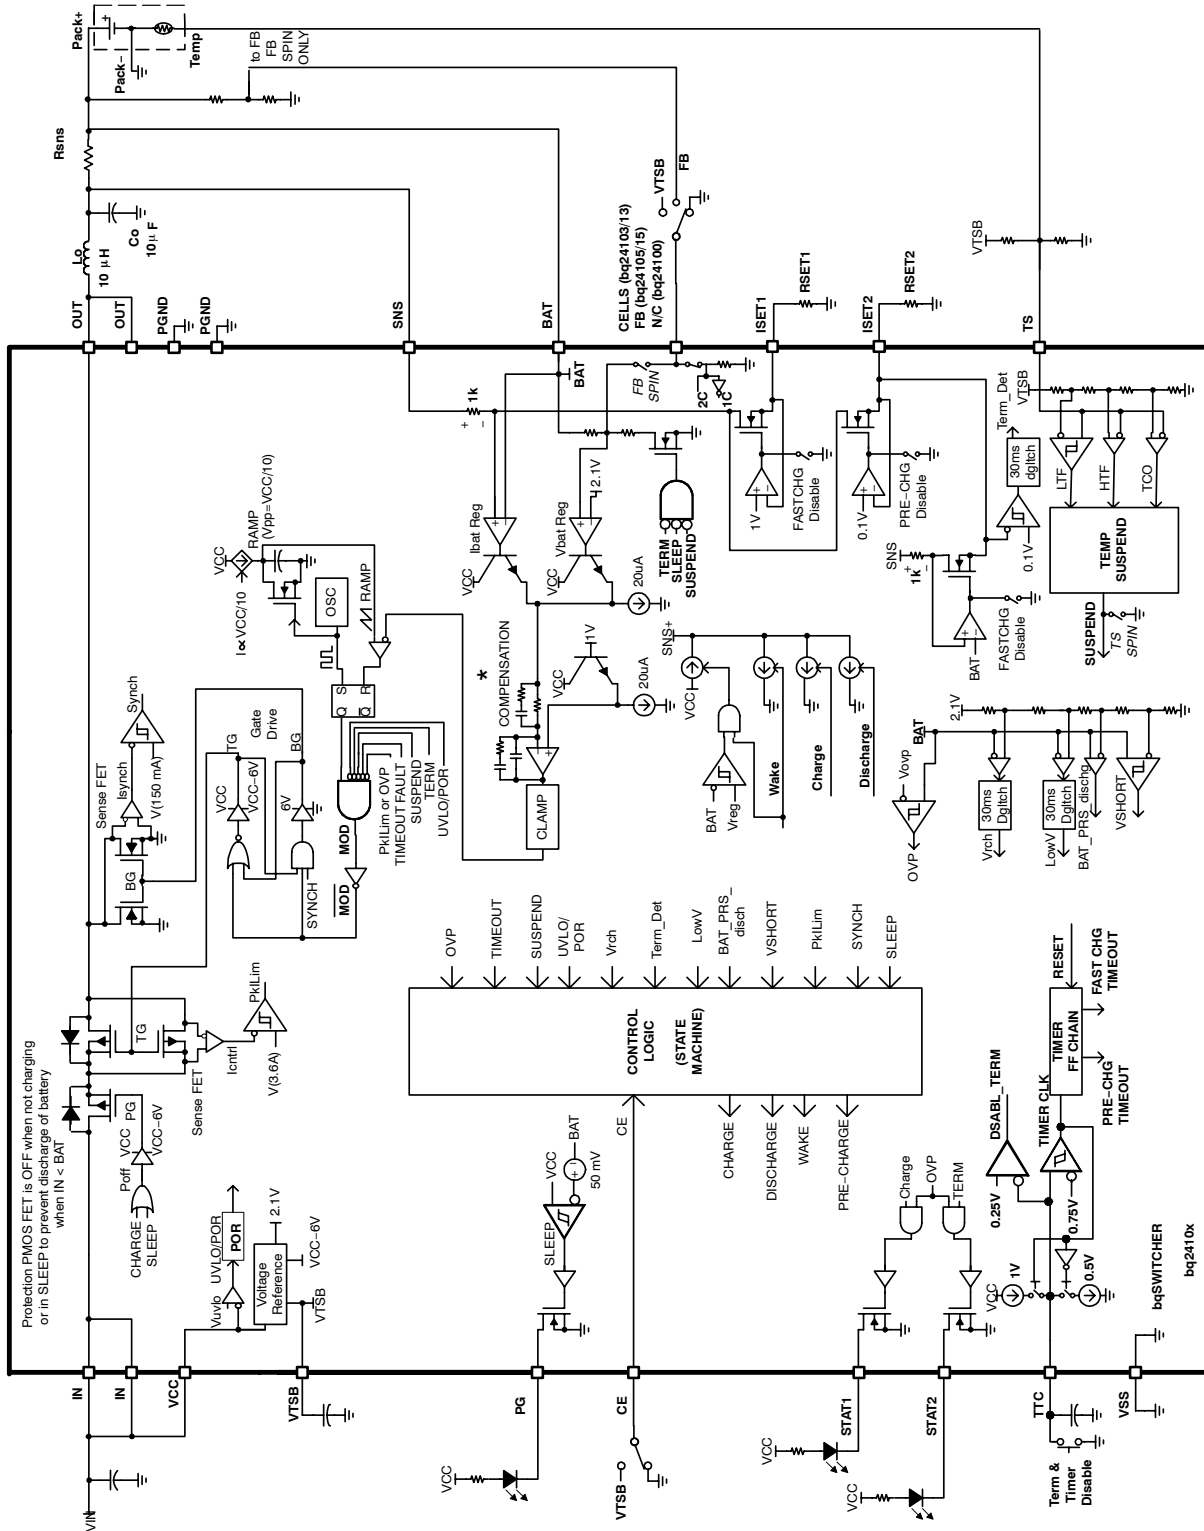 Protection PMOS FET is OFF when not charging
or in SLEEP to prevent discharge of battery
when IN < BAT
VIN
IN
IN
VCC
VTSB
CHARGE
SLEEP
Poff
VCC
PG
VCC-6V
Vuvlo
UVLO/POR
POR
Voltage
Reference
2.1V
VCC-6V
VTSB
TG
Sense FET
Icntrl
PkILim
V(3.6A)
Sense FET
BG
Isynch
Synch
V(150 mA)
VCC
TG
VCC-6V
Gate
Drive
6V
BG
SYNCH
MOD
MOD
PkILim or OVP
TIMEOUT FAULT
SUSPEND
TERM
UVLO/POR
S
Q
R
Q
OSC
VCC
I∝VCC/10
RAMP
(Vpp=VCC/10)
RAMP
OUT
OUT
PGND
PGND
Lo
10 μH
Co
10μF
Rsns
Pack+
Pack-
Temp
to FB
FB
SPIN
ONLY
SNS
BAT
CELLS (bq24103/13)
FB (bq24105/15)
N/C (bq24100)
VTSB
FB
ISET1
RSET1
ISET2
RSET2
TS
VTSB
*
COMPENSATION
CLAMP
VCC
Ibat Reg
+
-
1k
+
-
VCC
Vbat Reg
+
-
2.1V
BAT
20uA
VCC
1V
20uA
+
TERM
SLEEP
SUSPEND
FB
SPIN
2C
1C
1V
+
-
FASTCHG
Disable
0.1V
+
-
PRE-CHG
Disable
SNS+
VCC
BAT
Vreg
Wake
Charge
Discharge
SNS
1k
+
-
BAT
+
-
FASTCHG
Disable
0.1V
30ms
dgltch
Term_Det
VTSB
LTF
HTF
TCO
TEMP
SUSPEND
SUSPEND
TS
SPIN
BAT
2.1V
Vovp
OVP
Vrch
30ms
Dgltch
LowV
30ms
Dgltch
BAT_PRS_dischg
VSHORT
OVP
TIMEOUT
SUSPEND
UVLO/
POR
Vrch
Term_Det
LowV
BAT_PRS_
disch
VSHORT
PkILim
SYNCH
SLEEP
CONTROL
LOGIC
(STATE
MACHINE)
CE
CHARGE
DISCHARGE
WAKE
PRE-CHARGE
SLEEP
VCC
BAT
+
-
50 mV
VCC
PG
CE
VTSB
Charge
OVP
TERM
VCC
STAT1
VCC
STAT2
DSABL_TERM
0.25V
TIMER CLK
0.75V
TIMER
FF CHAIN
RESET
FAST CHG
TIMEOUT
PRE-CHG
TIMEOUT
VCC
1V
0.5V
TTC
Term &
Timer
Disable
VSS
bqSWITCHER
bq2410x